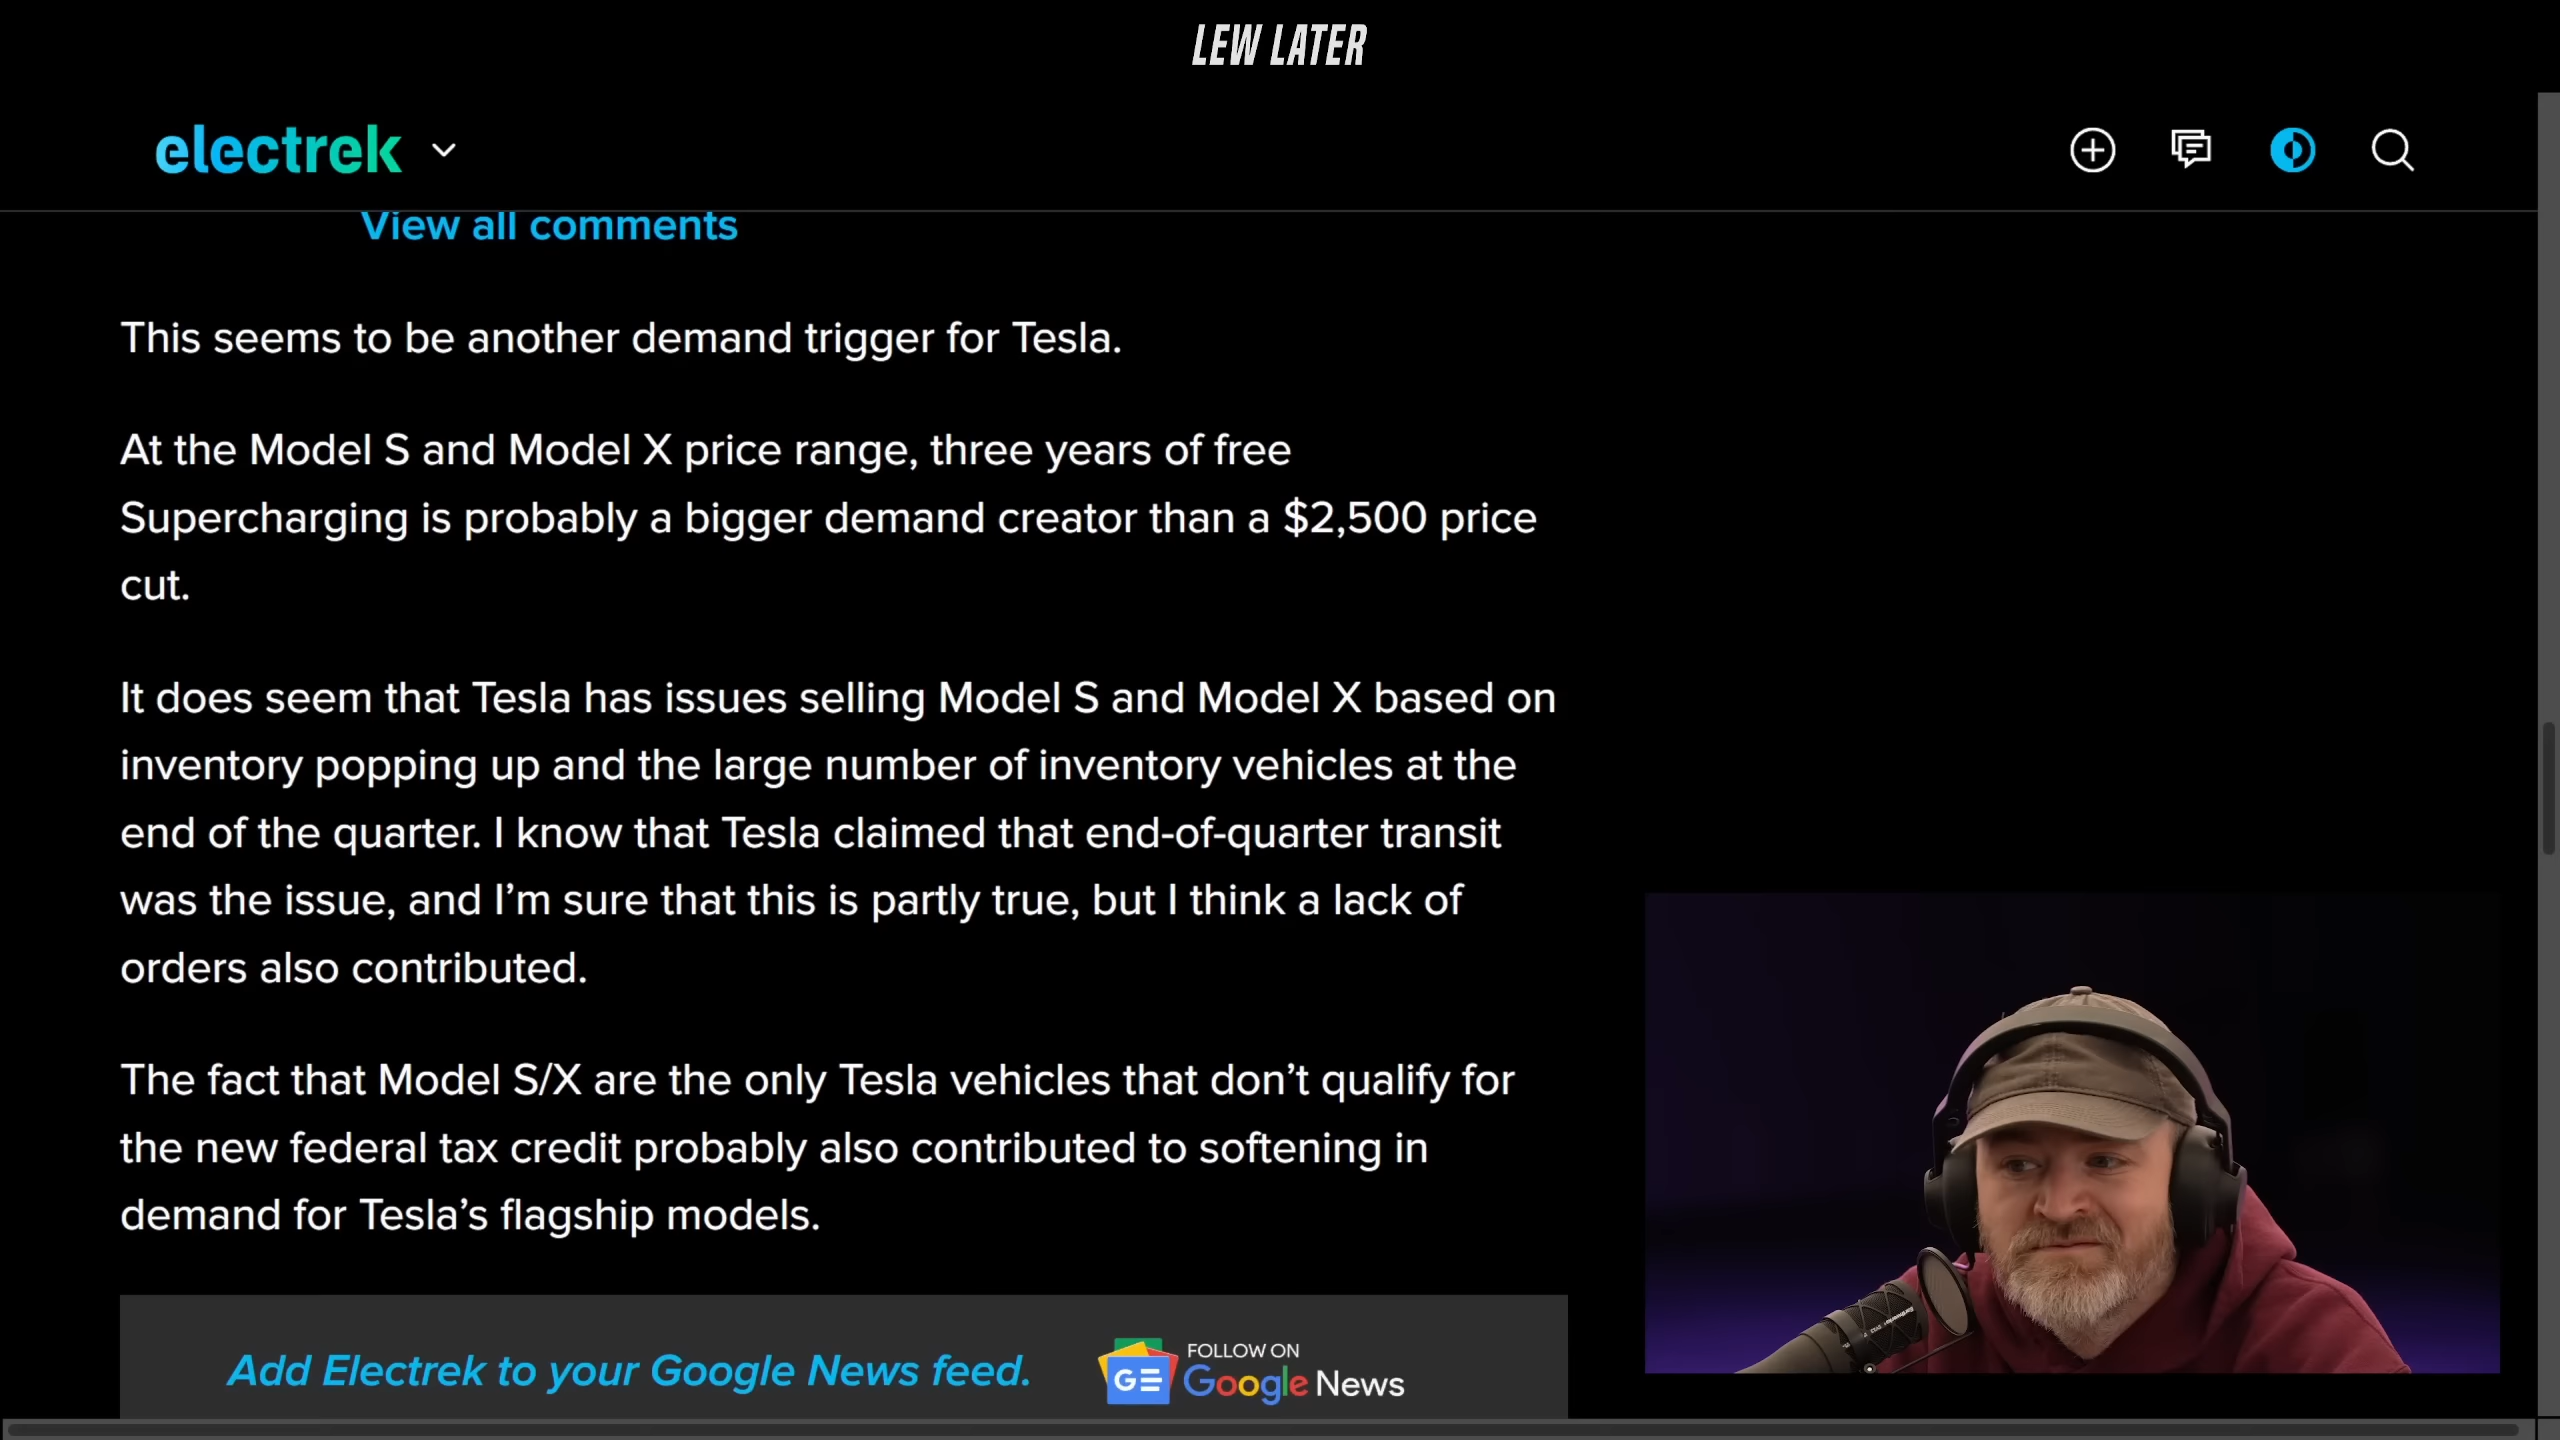 LEW LATER
electrek
View all comments
This seems to be another demand trigger for Tesla.
At the Model S and Model X price range, three years of free
Supercharging is probably a bigger demand creator than a $2,500 price
cut.
It does seem that Tesla has issues selling Model S and Model X based on
inventory popping up and the large number of inventory vehicles at the
end of the quarter. I know that Tesla claimed that end-of-quarter transit
was the issue, and I’m sure that this is partly true, but I think a lack of
orders also contributed.
The fact that Model S/X are the only Tesla vehicles that don’t qualify for
the new federal tax credit probably also contributed to softening in
demand for Tesla’s flagship models.
Add Electrek to your Google News feed.
FOLLOW ON
GE Google News